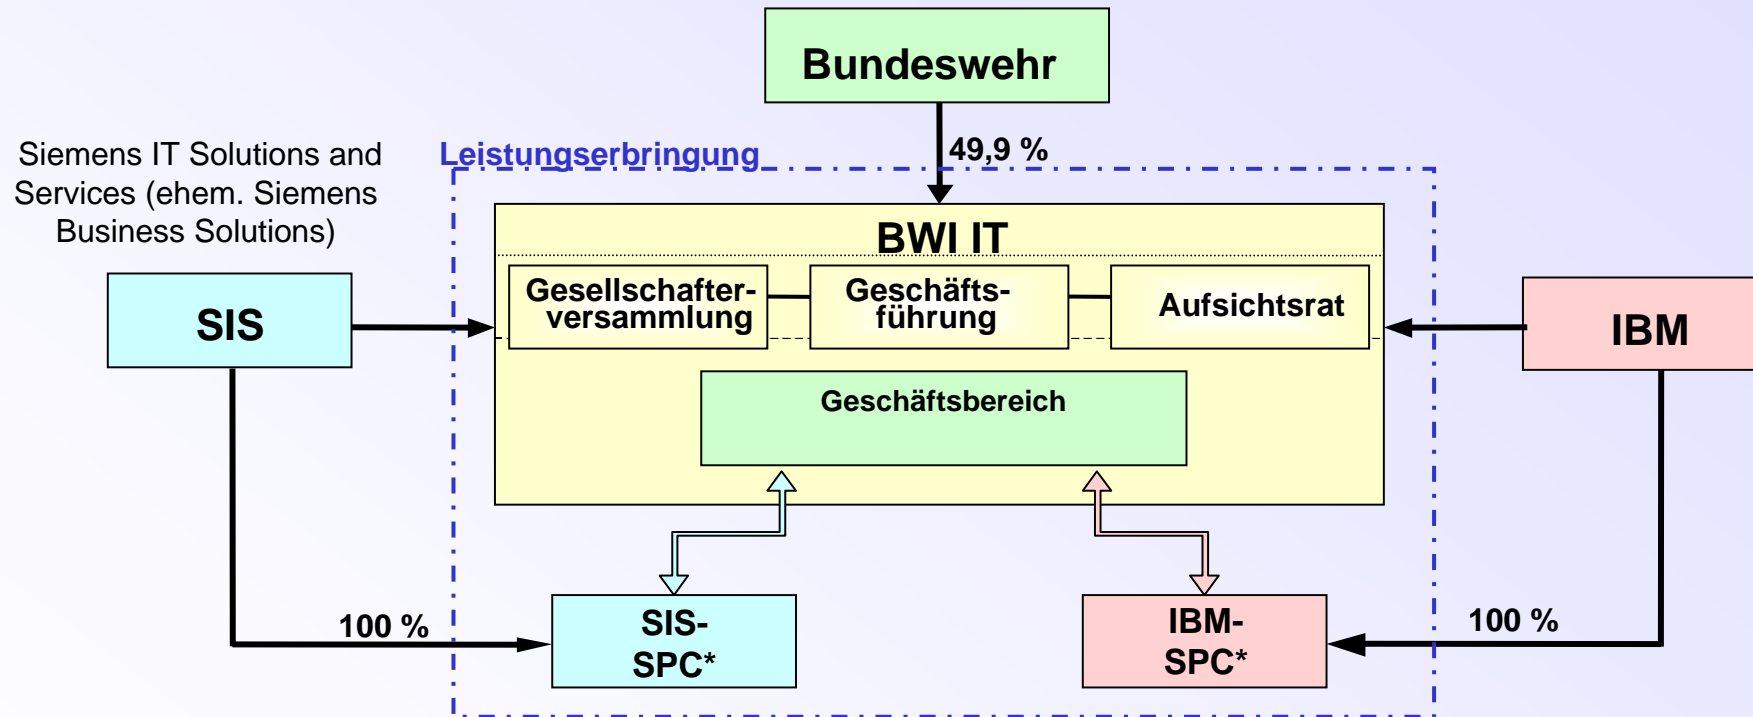 Bundeswehr
49,9 %
Siemens IT Solutions and
Services (ehem. Siemens
Business Solutions)
Leistungserbringung
BWI IT
Gesellschafter-
versammlung
Geschäfts-
führung
Aufsichtsrat
SIS
IBM
Geschäftsbereich
100 %
SIS-
SPC*
IBM-
SPC*
100 %